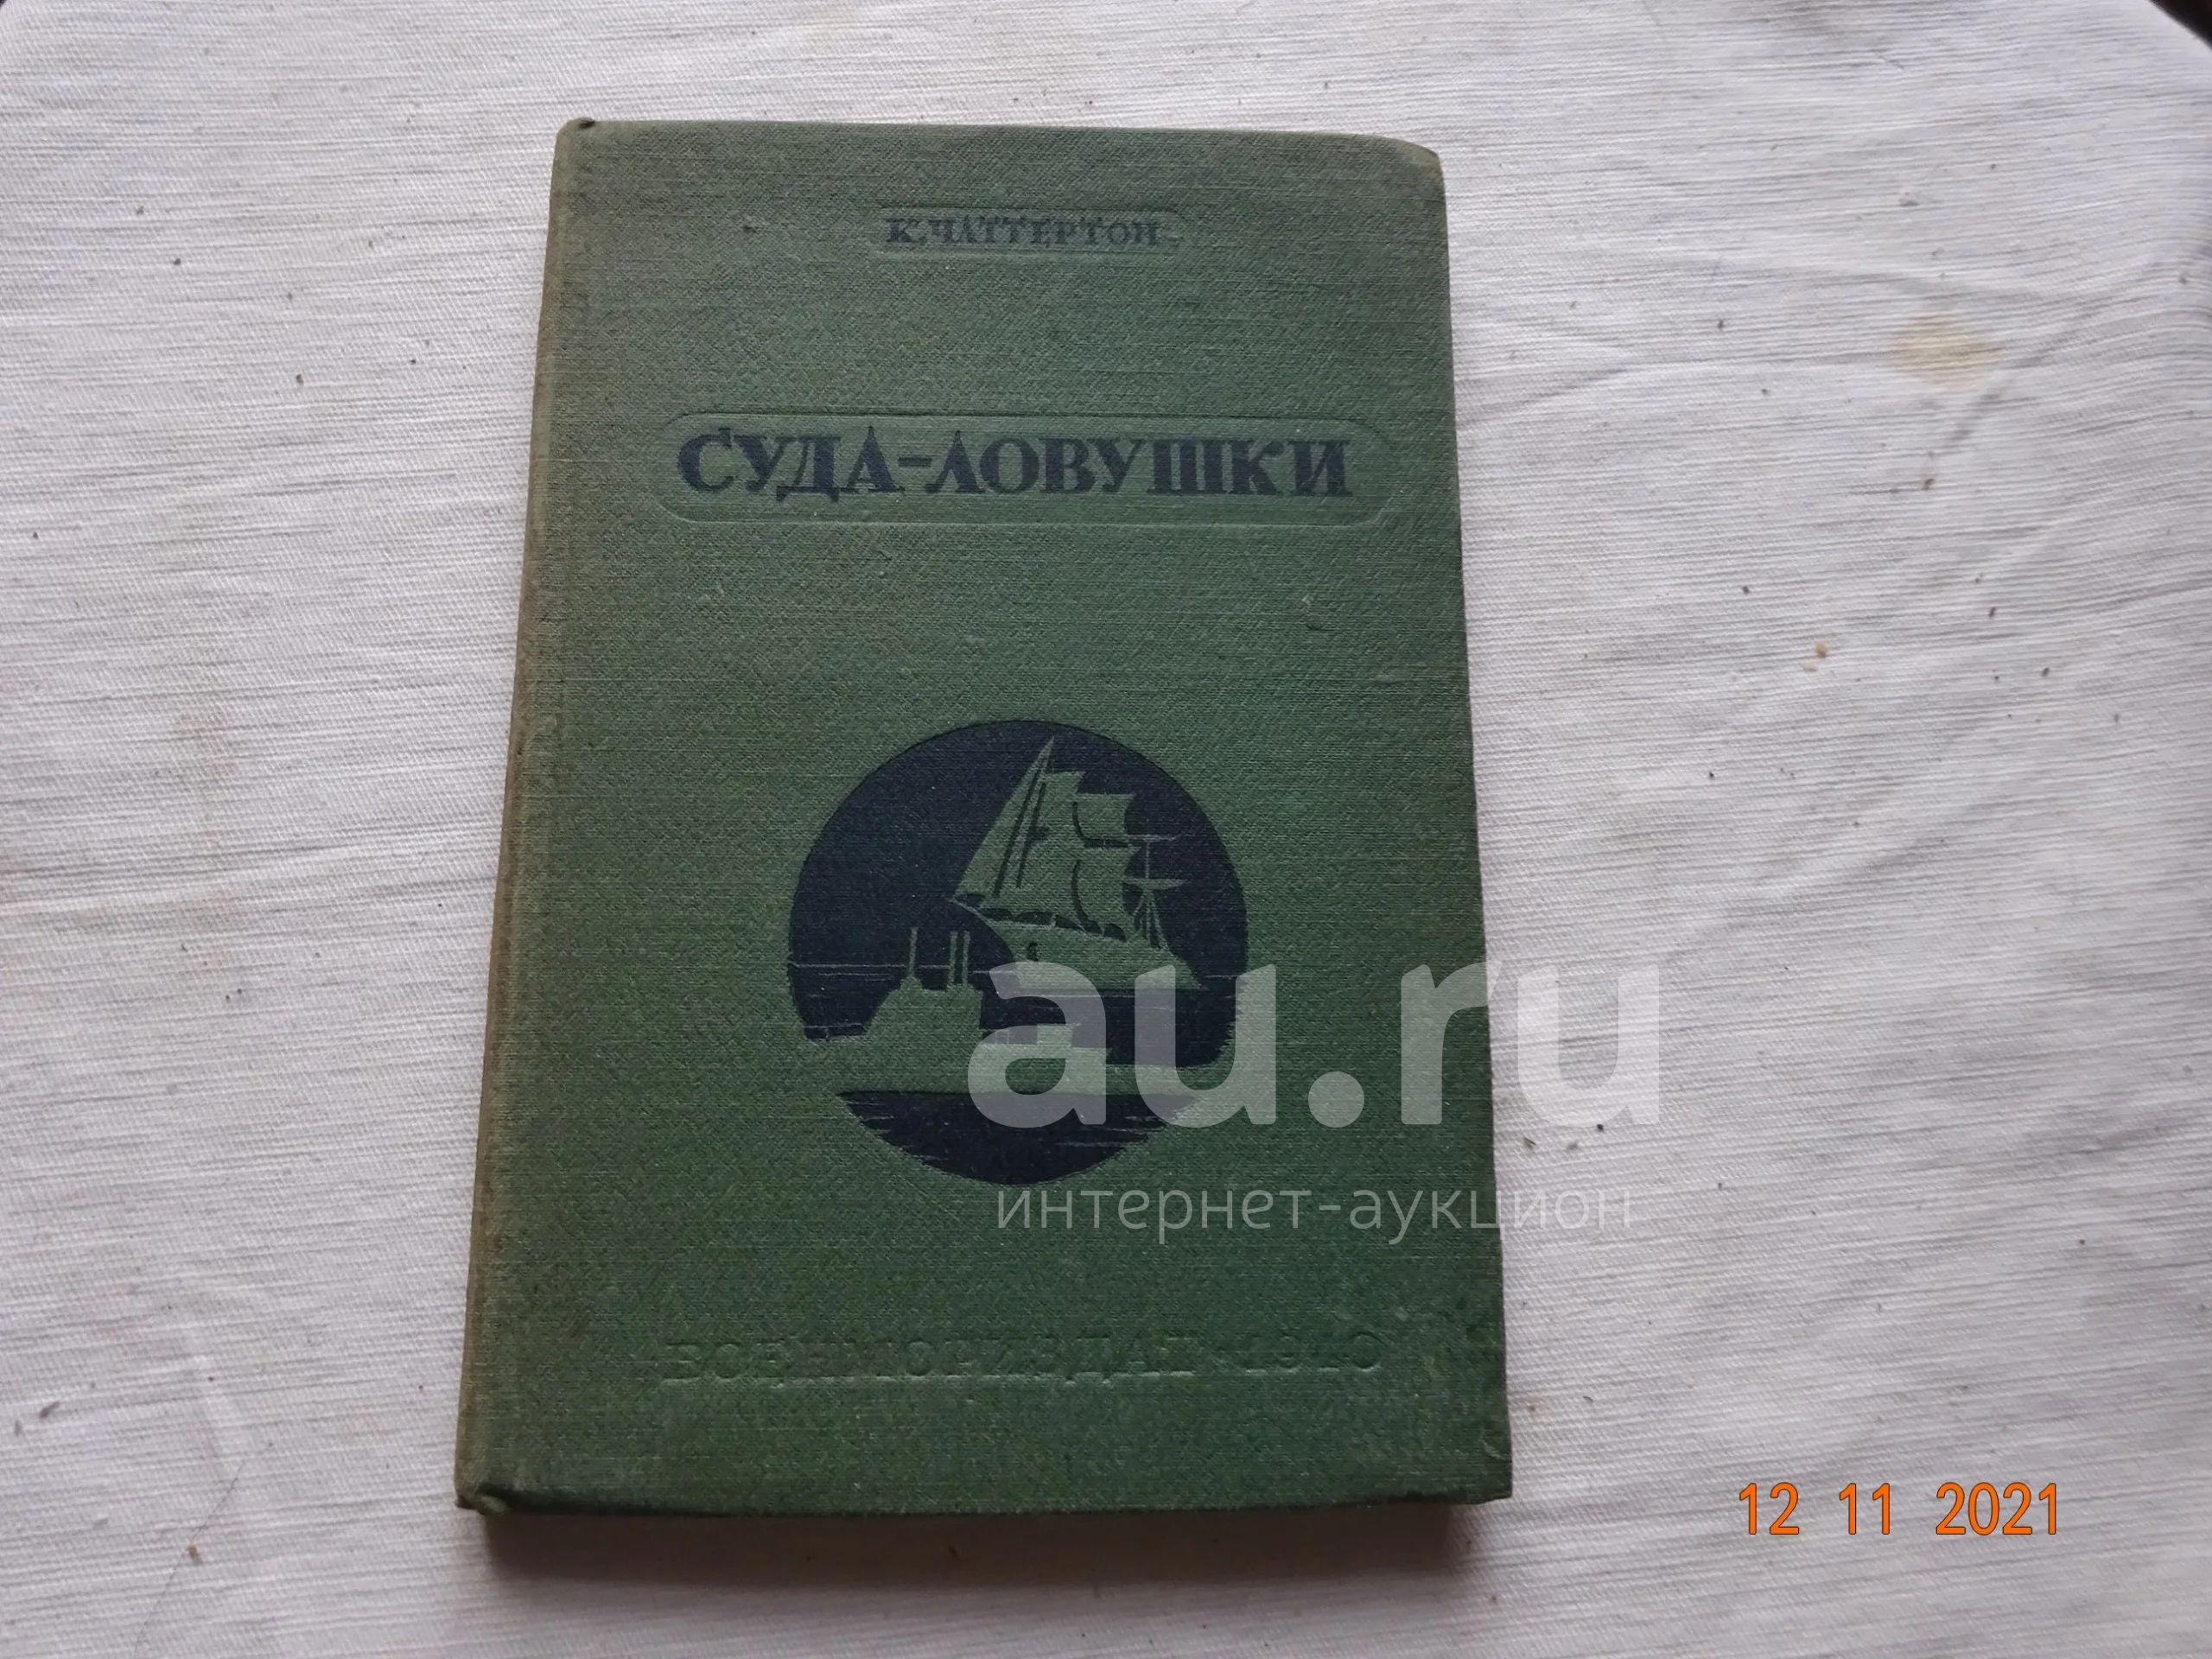 К. ЧАТТЕРТОН
СУДА-ЛОВУШКИ
au.ru
интернет-аукцион
ВОЕНМОРИЗДАТ·1940
12 11 2021